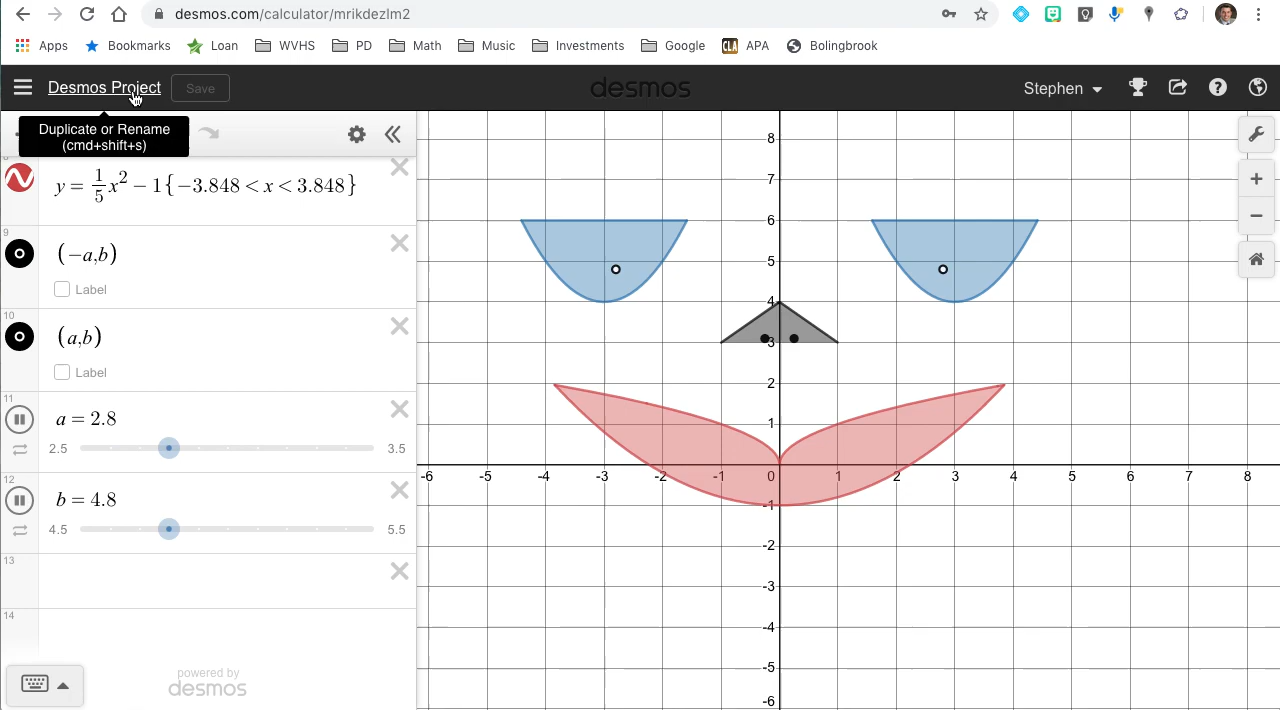 desmos.com/calculator/mrikdezlm2
Apps Bookmarks Loan WVHS PD Math Music Investments Google CLA APA Bolingbrook
Desmos Project Save desmos Stephen
Duplicate or Rename
(cmd+shift+s)
y = 1/5 x² − 1 {−3.848 < x < 3.848}
9
(−a,b)
Label
10
(a,b)
Label
11
a = 2.8
2.5 3.5
12
b = 4.8
4.5 5.5
13
14
powered by
desmos
8
7
6
5
4
3
2
1
-6 -5 -4 -3 -2 -1 0 1 2 3 4 5 6 7 8
-1
-2
-3
-4
-5
-6